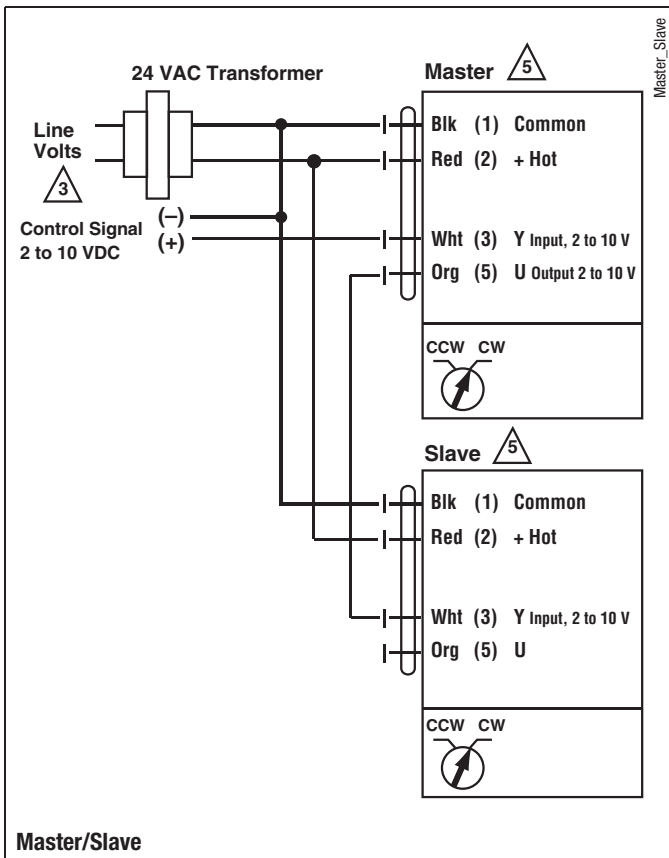 Master_Slave
24 VAC Transformer
Master 5
Line
Volts
3
Control Signal
2 to 10 VDC
(–)
(+)
Blk (1) Common
Red (2) + Hot
Wht (3) Y Input, 2 to 10 V
Org (5) U Output 2 to 10 V
CCW CW
Slave 5
Blk (1) Common
Red (2) + Hot
Wht (3) Y Input, 2 to 10 V
Org (5) U
CCW CW
Master/Slave